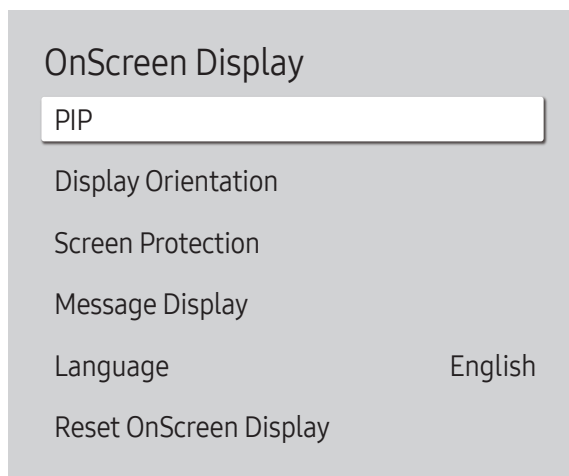 OnScreen Display
PIP
Display Orientation
Screen Protection
Message Display
Language English
Reset OnScreen Display